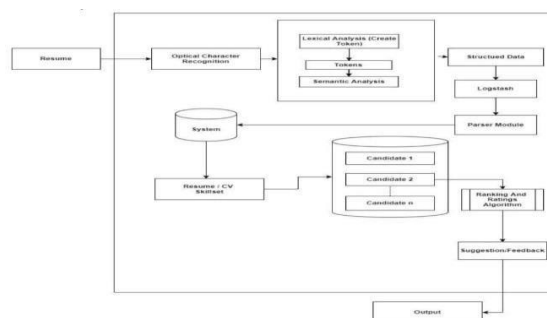 Resume
Optical Character
Recognition
Lexical Analysis (Create
Token)
Tokens
Semantic Analysis
Structued Data
Logstash
Parser Module
System
Resume / CV
Skillset
Candidate 1
Candidate 2
Candidate n
Ranking And
Ratings
Algorithm
Suggestion/Feedback
Output